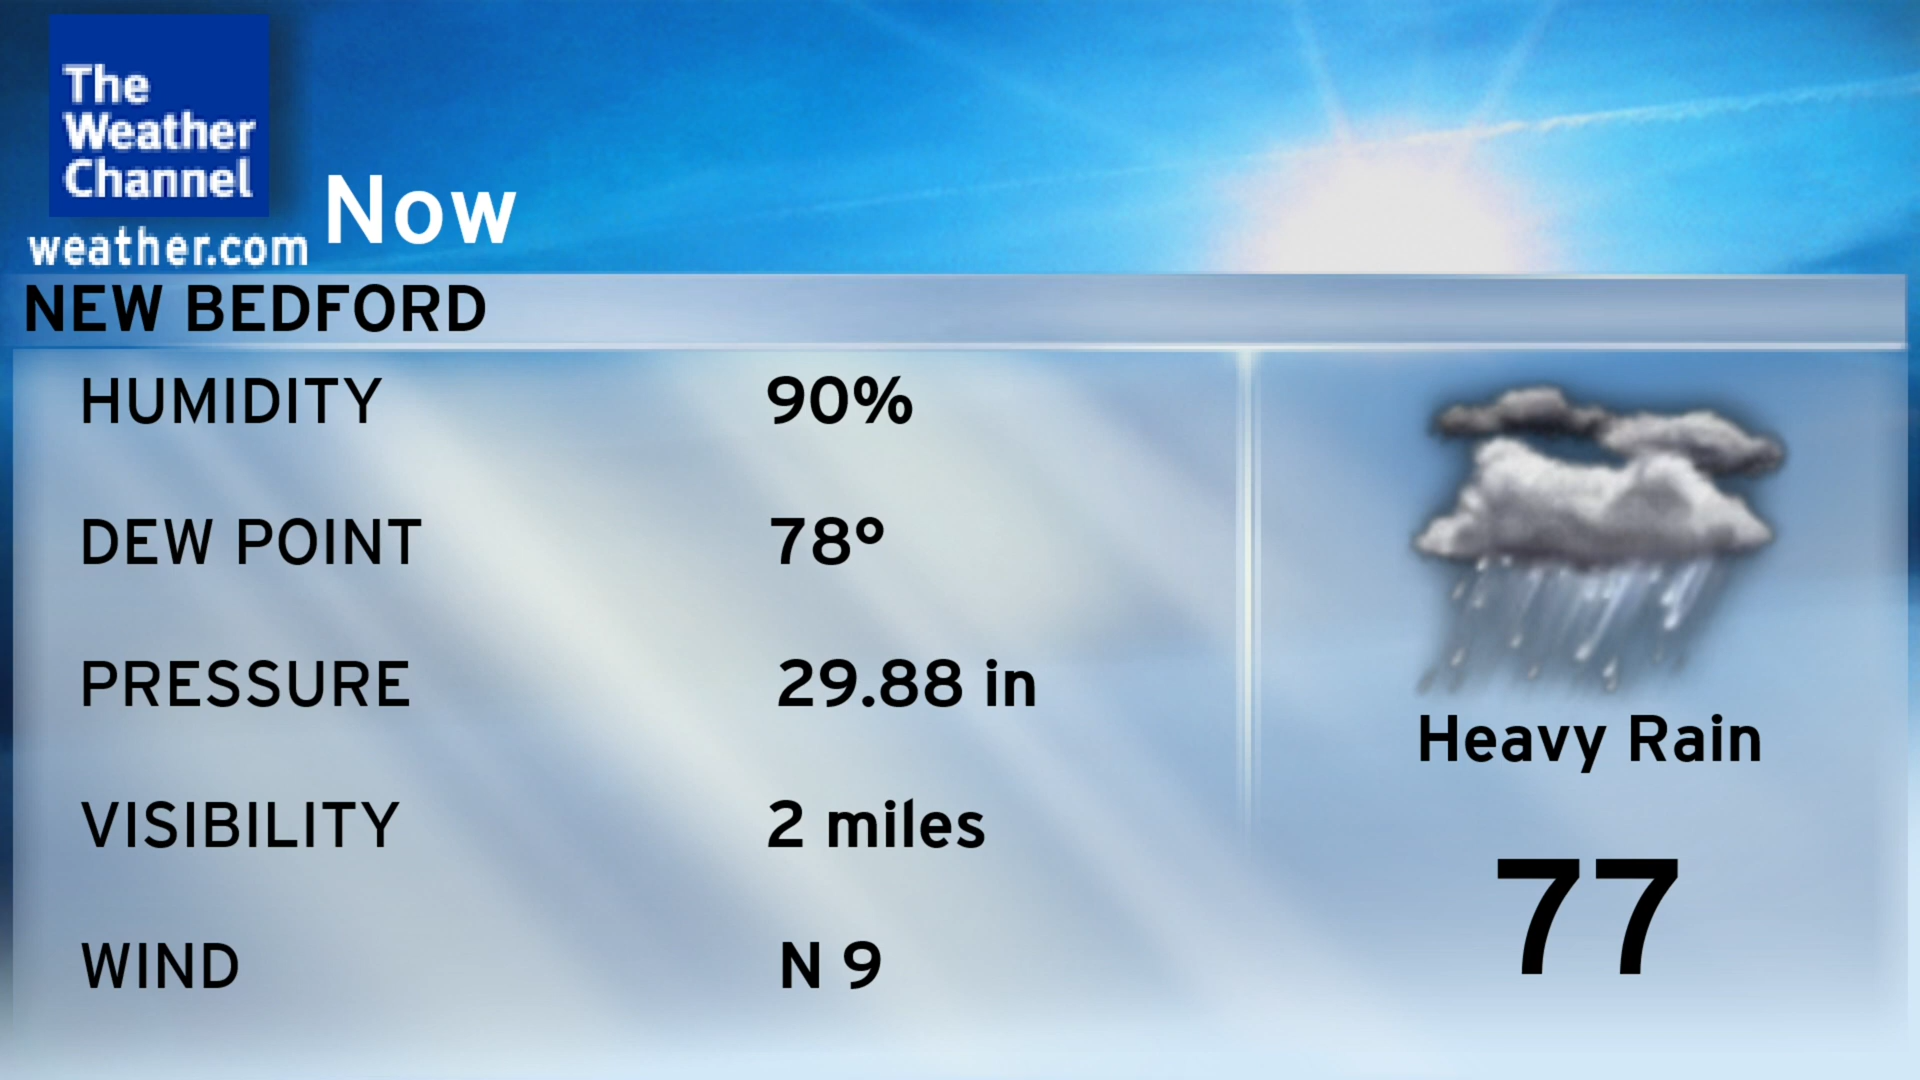 The
Weather
Channel
weather.com
Now
NEW BEDFORD
HUMIDITY 90%
DEW POINT 78°
PRESSURE 29.88 in
VISIBILITY 2 miles
WIND N 9
Heavy Rain
77